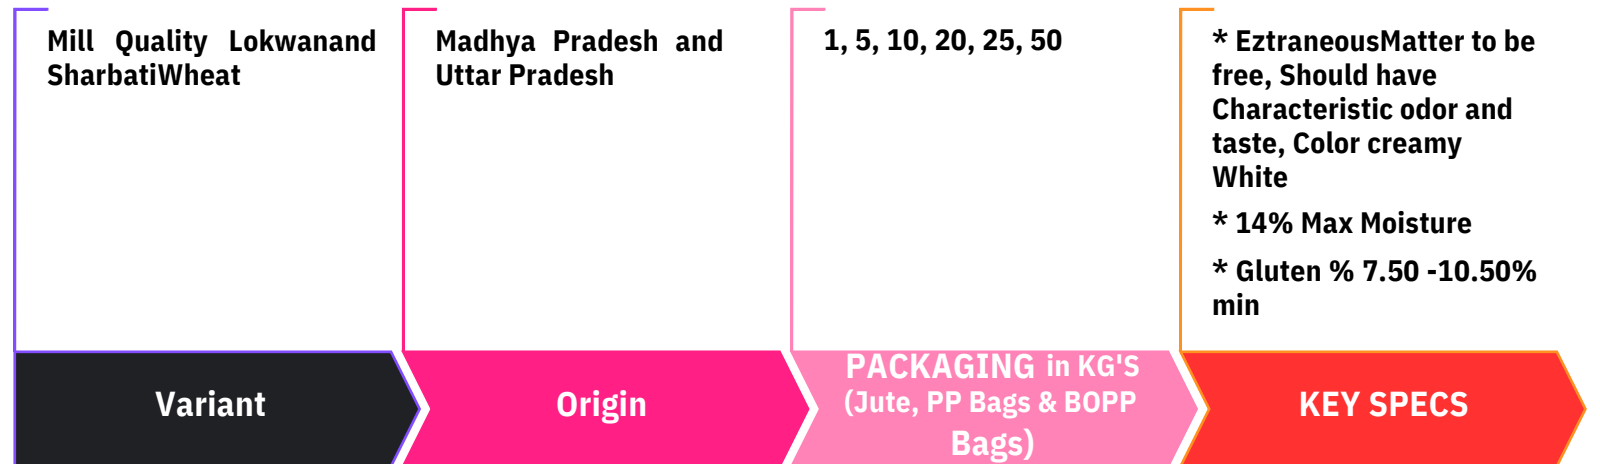 Mill Quality Lokwanand
SharbatiWheat
Variant
Madhya Pradesh and
Uttar Pradesh
Origin
1, 5, 10, 20, 25, 50
PACKAGING in KG'S
(Jute, PP Bags & BOPP
Bags)
* EztraneousMatter to be
free, Should have
Characteristic odor and
taste, Color creamy
White
* 14% Max Moisture
* Gluten % 7.50 -10.50%
min
KEY SPECS